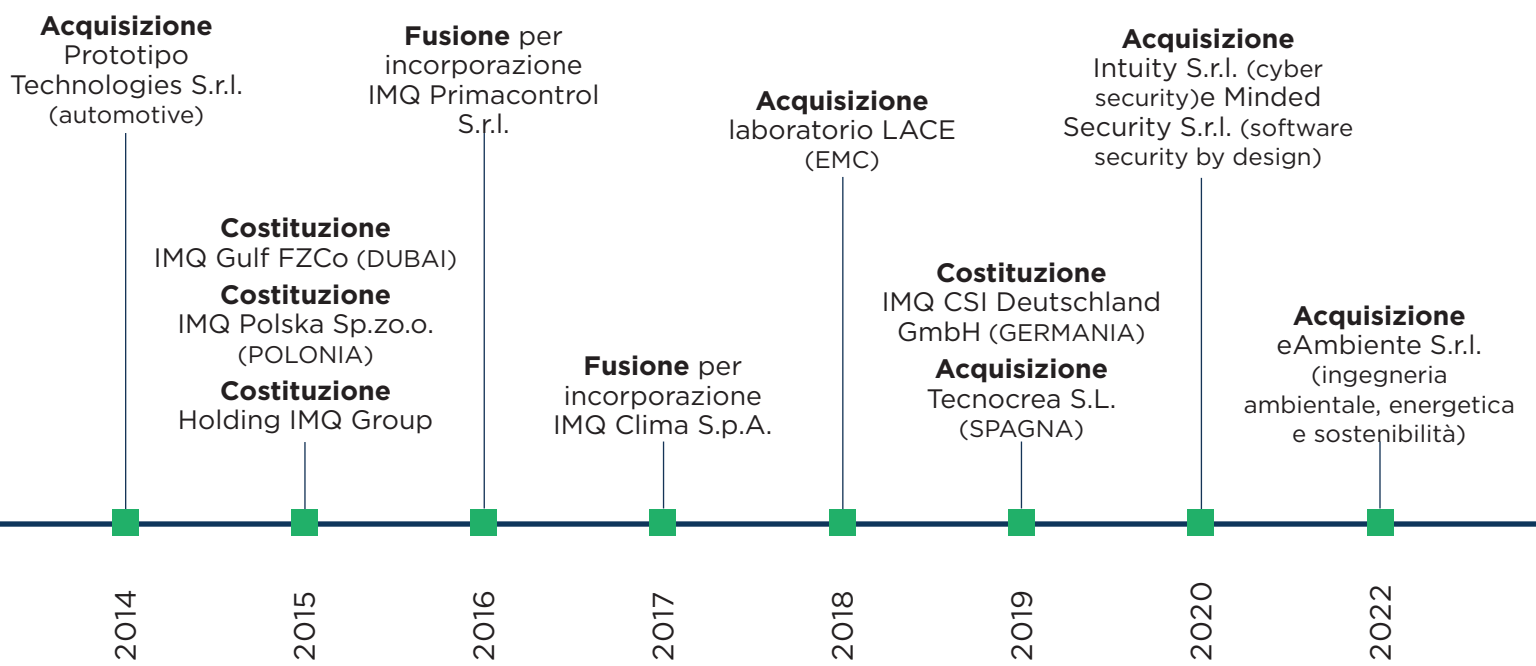 Acquisizione
Prototipo
Technologies S.r.l.
(automotive)
Costituzione
IMQ Gulf FZCo (DUBAI)
Costituzione
IMQ Polska Sp.zo.o.
(POLONIA)
Costituzione
Holding IMQ Group
Fusione per
incorporazione
IMQ Primacontrol
S.r.l.
Fusione per
incorporazione
IMQ Clima S.p.A.
Acquisizione
laboratorio LACE
(EMC)
Costituzione
IMQ CSI Deutschland
GmbH (GERMANIA)
Acquisizione
Tecnocrea S.L.
(SPAGNA)
Acquisizione
Intuity S.r.l. (cyber
security)e Minded
Security S.r.l. (software
security by design)
Acquisizione
eAmbiente S.r.l.
(ingegneria
ambientale, energetica
e sostenibilità)
2014
2015
2016
2017
2018
2019
2020
2022